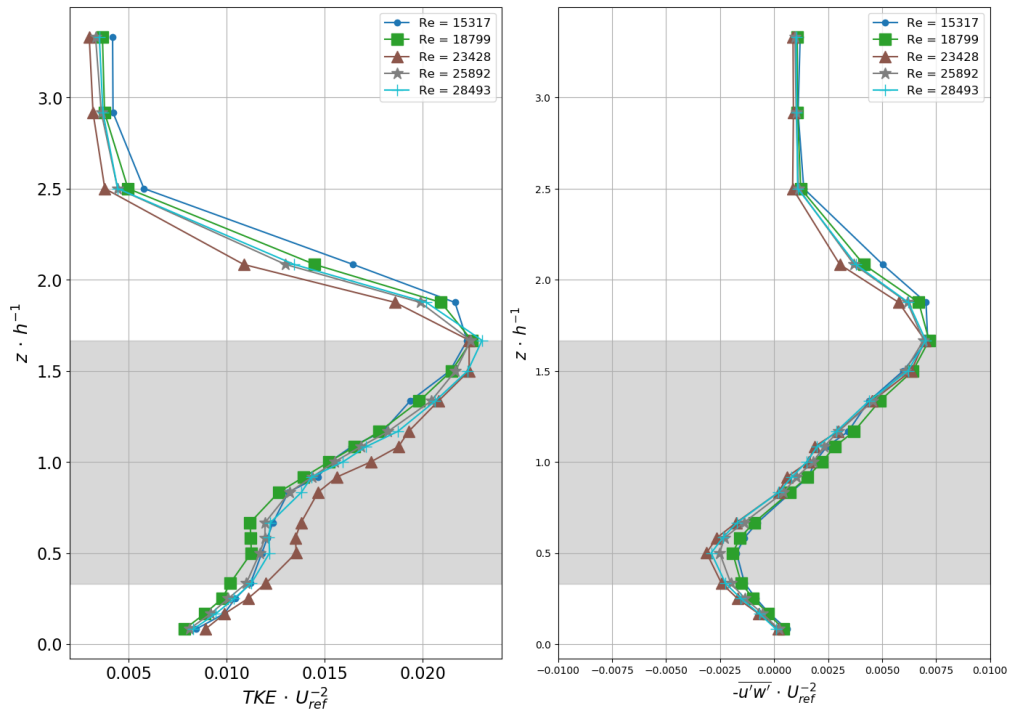 Re = 15317
Re = 18799
Re = 23428
Re = 25892
Re = 28493
3.0
2.5
2.0
1.5
1.0
0.5
0.0
z · h⁻¹
0.005 0.010 0.015 0.020
TKE · U_ref⁻²
Re = 15317
Re = 18799
Re = 23428
Re = 25892
Re = 28493
3.0
2.5
2.0
1.5
1.0
0.5
0.0
z · h⁻¹
−0.0100 −0.0075 −0.0050 −0.0025 0.0000 0.0025 0.0050 0.0075 0.0100
-u'w' · U_ref⁻²